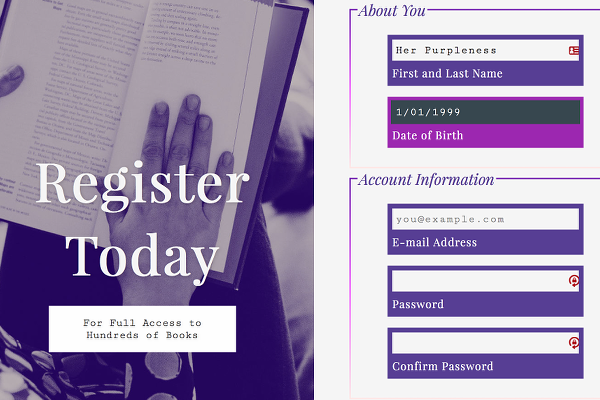 Register
Today
For Full Access to
Hundreds of Books
About You
Her Purpleness
First and Last Name
1/01/1999
Date of Birth
Account Information
you@example.com
E-mail Address
Password
Confirm Password